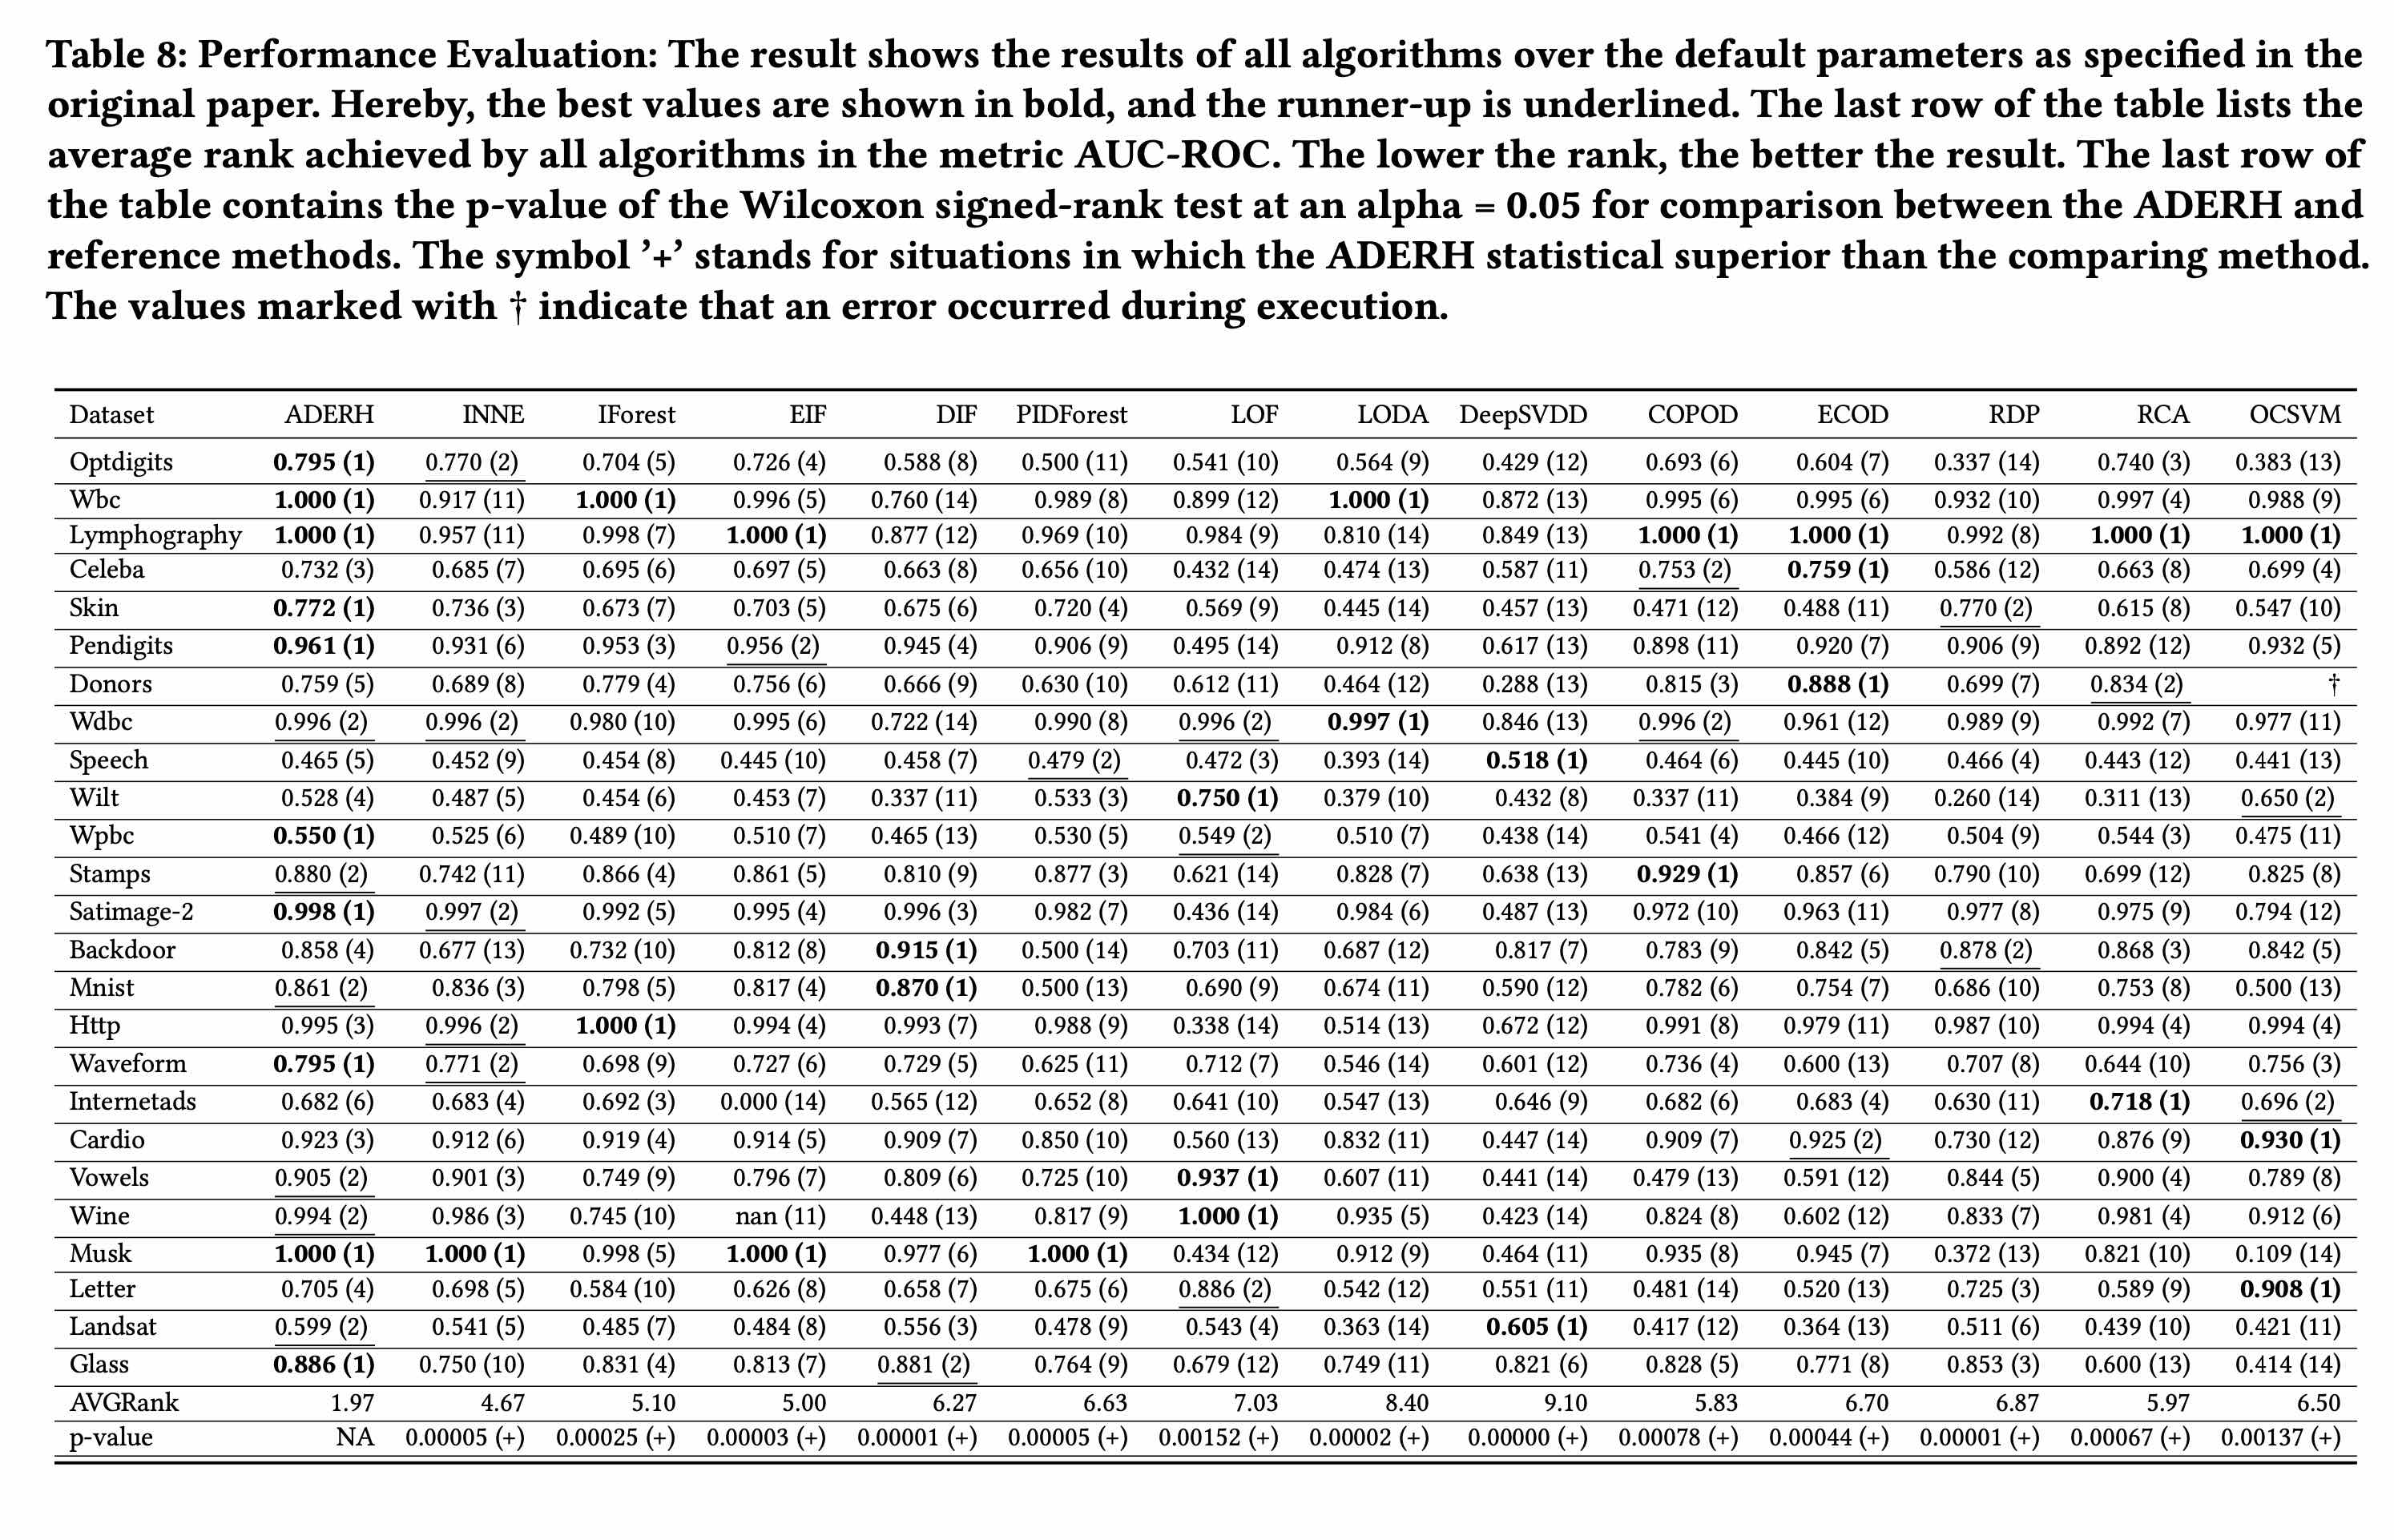 Table 8: Performance Evaluation: The result shows the results of all algorithms over the default parameters as specified in the
original paper. Hereby, the best values are shown in bold, and the runner-up is underlined. The last row of the table lists the
average rank achieved by all algorithms in the metric AUC-ROC. The lower the rank, the better the result. The last row of
the table contains the p-value of the Wilcoxon signed-rank test at an alpha = 0.05 for comparison between the ADERH and
reference methods. The symbol ’+’ stands for situations in which the ADERH statistical superior than the comparing method.
The values marked with † indicate that an error occurred during execution.
Dataset ADERH INNE IForest EIF DIF PIDForest LOF LODA DeepSVDD COPOD ECOD RDP RCA OCSVM
Optdigits 0.795 (1) 0.770 (2) 0.704 (5) 0.726 (4) 0.588 (8) 0.500 (11) 0.541 (10) 0.564 (9) 0.429 (12) 0.693 (6) 0.604 (7) 0.337 (14) 0.740 (3) 0.383 (13)
Wbc 1.000 (1) 0.917 (11) 1.000 (1) 0.996 (5) 0.760 (14) 0.989 (8) 0.899 (12) 1.000 (1) 0.872 (13) 0.995 (6) 0.995 (6) 0.932 (10) 0.997 (4) 0.988 (9)
Lymphography 1.000 (1) 0.957 (11) 0.998 (7) 1.000 (1) 0.877 (12) 0.969 (10) 0.984 (9) 0.810 (14) 0.849 (13) 1.000 (1) 1.000 (1) 0.992 (8) 1.000 (1) 1.000 (1)
Celeba 0.732 (3) 0.685 (7) 0.695 (6) 0.697 (5) 0.663 (8) 0.656 (10) 0.432 (14) 0.474 (13) 0.587 (11) 0.753 (2) 0.759 (1) 0.586 (12) 0.663 (8) 0.699 (4)
Skin 0.772 (1) 0.736 (3) 0.673 (7) 0.703 (5) 0.675 (6) 0.720 (4) 0.569 (9) 0.445 (14) 0.457 (13) 0.471 (12) 0.488 (11) 0.770 (2) 0.615 (8) 0.547 (10)
Pendigits 0.961 (1) 0.931 (6) 0.953 (3) 0.956 (2) 0.945 (4) 0.906 (9) 0.495 (14) 0.912 (8) 0.617 (13) 0.898 (11) 0.920 (7) 0.906 (9) 0.892 (12) 0.932 (5)
Donors 0.759 (5) 0.689 (8) 0.779 (4) 0.756 (6) 0.666 (9) 0.630 (10) 0.612 (11) 0.464 (12) 0.288 (13) 0.815 (3) 0.888 (1) 0.699 (7) 0.834 (2) †
Wdbc 0.996 (2) 0.996 (2) 0.980 (10) 0.995 (6) 0.722 (14) 0.990 (8) 0.996 (2) 0.997 (1) 0.846 (13) 0.996 (2) 0.961 (12) 0.989 (9) 0.992 (7) 0.977 (11)
Speech 0.465 (5) 0.452 (9) 0.454 (8) 0.445 (10) 0.458 (7) 0.479 (2) 0.472 (3) 0.393 (14) 0.518 (1) 0.464 (6) 0.445 (10) 0.466 (4) 0.443 (12) 0.441 (13)
Wilt 0.528 (4) 0.487 (5) 0.454 (6) 0.453 (7) 0.337 (11) 0.533 (3) 0.750 (1) 0.379 (10) 0.432 (8) 0.337 (11) 0.384 (9) 0.260 (14) 0.311 (13) 0.650 (2)
Wpbc 0.550 (1) 0.525 (6) 0.489 (10) 0.510 (7) 0.465 (13) 0.530 (5) 0.549 (2) 0.510 (7) 0.438 (14) 0.541 (4) 0.466 (12) 0.504 (9) 0.544 (3) 0.475 (11)
Stamps 0.880 (2) 0.742 (11) 0.866 (4) 0.861 (5) 0.810 (9) 0.877 (3) 0.621 (14) 0.828 (7) 0.638 (13) 0.929 (1) 0.857 (6) 0.790 (10) 0.699 (12) 0.825 (8)
Satimage-2 0.998 (1) 0.997 (2) 0.992 (5) 0.995 (4) 0.996 (3) 0.982 (7) 0.436 (14) 0.984 (6) 0.487 (13) 0.972 (10) 0.963 (11) 0.977 (8) 0.975 (9) 0.794 (12)
Backdoor 0.858 (4) 0.677 (13) 0.732 (10) 0.812 (8) 0.915 (1) 0.500 (14) 0.703 (11) 0.687 (12) 0.817 (7) 0.783 (9) 0.842 (5) 0.878 (2) 0.868 (3) 0.842 (5)
Mnist 0.861 (2) 0.836 (3) 0.798 (5) 0.817 (4) 0.870 (1) 0.500 (13) 0.690 (9) 0.674 (11) 0.590 (12) 0.782 (6) 0.754 (7) 0.686 (10) 0.753 (8) 0.500 (13)
Http 0.995 (3) 0.996 (2) 1.000 (1) 0.994 (4) 0.993 (7) 0.988 (9) 0.338 (14) 0.514 (13) 0.672 (12) 0.991 (8) 0.979 (11) 0.987 (10) 0.994 (4) 0.994 (4)
Waveform 0.795 (1) 0.771 (2) 0.698 (9) 0.727 (6) 0.729 (5) 0.625 (11) 0.712 (7) 0.546 (14) 0.601 (12) 0.736 (4) 0.600 (13) 0.707 (8) 0.644 (10) 0.756 (3)
Internetads 0.682 (6) 0.683 (4) 0.692 (3) 0.000 (14) 0.565 (12) 0.652 (8) 0.641 (10) 0.547 (13) 0.646 (9) 0.682 (6) 0.683 (4) 0.630 (11) 0.718 (1) 0.696 (2)
Cardio 0.923 (3) 0.912 (6) 0.919 (4) 0.914 (5) 0.909 (7) 0.850 (10) 0.560 (13) 0.832 (11) 0.447 (14) 0.909 (7) 0.925 (2) 0.730 (12) 0.876 (9) 0.930 (1)
Vowels 0.905 (2) 0.901 (3) 0.749 (9) 0.796 (7) 0.809 (6) 0.725 (10) 0.937 (1) 0.607 (11) 0.441 (14) 0.479 (13) 0.591 (12) 0.844 (5) 0.900 (4) 0.789 (8)
Wine 0.994 (2) 0.986 (3) 0.745 (10) nan (11) 0.448 (13) 0.817 (9) 1.000 (1) 0.935 (5) 0.423 (14) 0.824 (8) 0.602 (12) 0.833 (7) 0.981 (4) 0.912 (6)
Musk 1.000 (1) 1.000 (1) 0.998 (5) 1.000 (1) 0.977 (6) 1.000 (1) 0.434 (12) 0.912 (9) 0.464 (11) 0.935 (8) 0.945 (7) 0.372 (13) 0.821 (10) 0.109 (14)
Letter 0.705 (4) 0.698 (5) 0.584 (10) 0.626 (8) 0.658 (7) 0.675 (6) 0.886 (2) 0.542 (12) 0.551 (11) 0.481 (14) 0.520 (13) 0.725 (3) 0.589 (9) 0.908 (1)
Landsat 0.599 (2) 0.541 (5) 0.485 (7) 0.484 (8) 0.556 (3) 0.478 (9) 0.543 (4) 0.363 (14) 0.605 (1) 0.417 (12) 0.364 (13) 0.511 (6) 0.439 (10) 0.421 (11)
Glass 0.886 (1) 0.750 (10) 0.831 (4) 0.813 (7) 0.881 (2) 0.764 (9) 0.679 (12) 0.749 (11) 0.821 (6) 0.828 (5) 0.771 (8) 0.853 (3) 0.600 (13) 0.414 (14)
AVGRank 1.97 4.67 5.10 5.00 6.27 6.63 7.03 8.40 9.10 5.83 6.70 6.87 5.97 6.50
p-value NA 0.00005 (+) 0.00025 (+) 0.00003 (+) 0.00001 (+) 0.00005 (+) 0.00152 (+) 0.00002 (+) 0.00000 (+) 0.00078 (+) 0.00044 (+) 0.00001 (+) 0.00067 (+) 0.00137 (+)